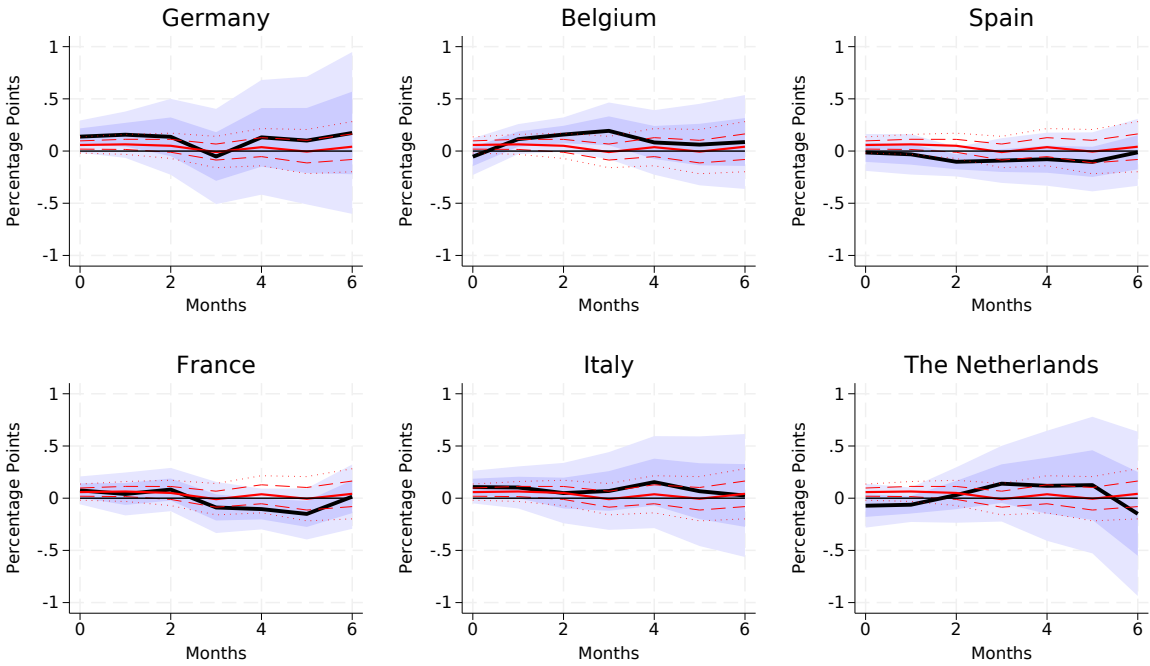 Germany
Percentage Points
1
.5
0
-.5
-1
0 2 4 6
Months
Belgium
Percentage Points
1
.5
0
-.5
-1
0 2 4 6
Months
Spain
Percentage Points
1
.5
0
-.5
-1
0 2 4 6
Months
France
Percentage Points
1
.5
0
-.5
-1
0 2 4 6
Months
Italy
Percentage Points
1
.5
0
-.5
-1
0 2 4 6
Months
The Netherlands
Percentage Points
1
.5
0
-.5
-1
0 2 4 6
Months